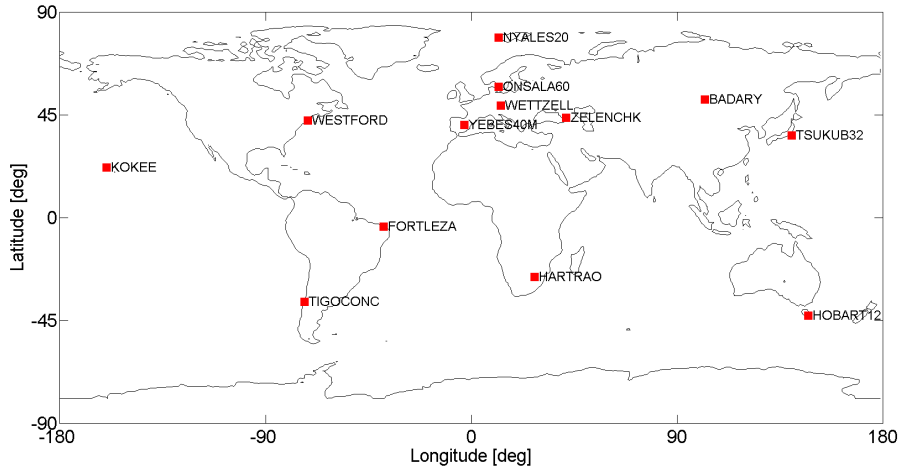 90
NYALES20
ONSALA60
WETTZELL
BADARY
45
WESTFORD
YEBES40M
ZELENCHK
TSUKUB32
KOKEE
0
FORTLEZA
HARTRAO
TIGOCONC
HOBART12
-45
-90
-180
-90
0
90
180
Latitude [deg]
Longitude [deg]